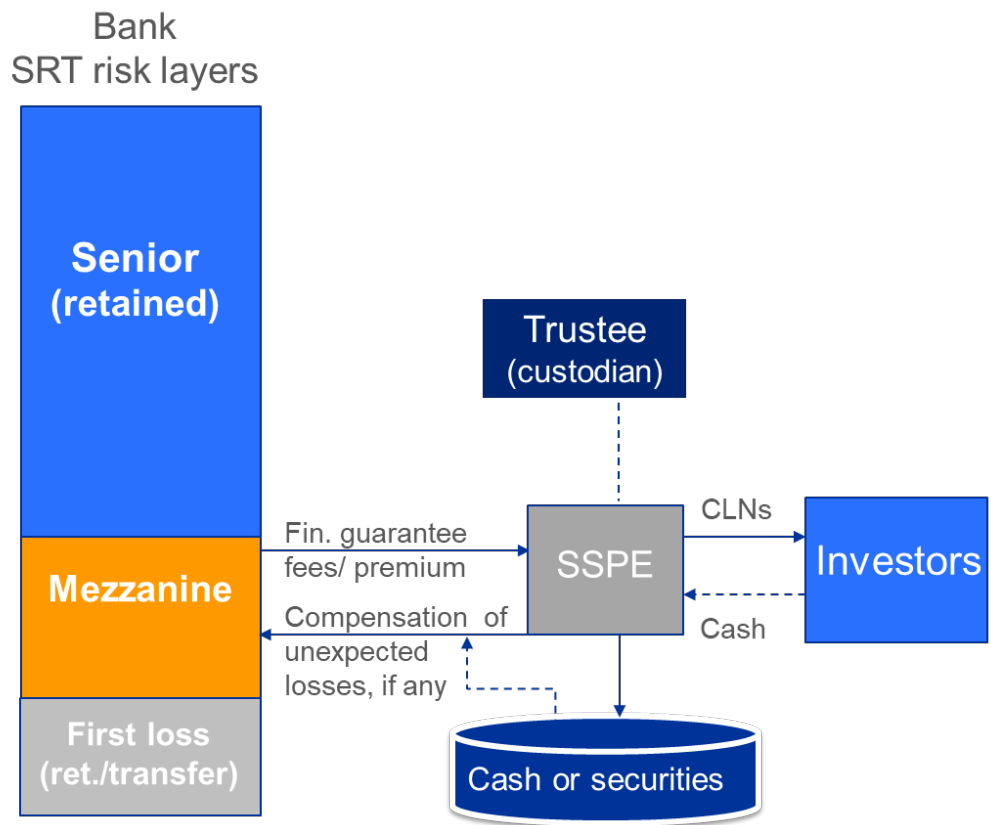 Bank
SRT risk layers
Senior
(retained)
Trustee
(custodian)
Fin. guarantee
fees/ premium
SSPE
CLNs
Investors
Cash
Mezzanine
Compensation of
unexpected
losses, if any
First loss
(ret./transfer)
Cash or securities